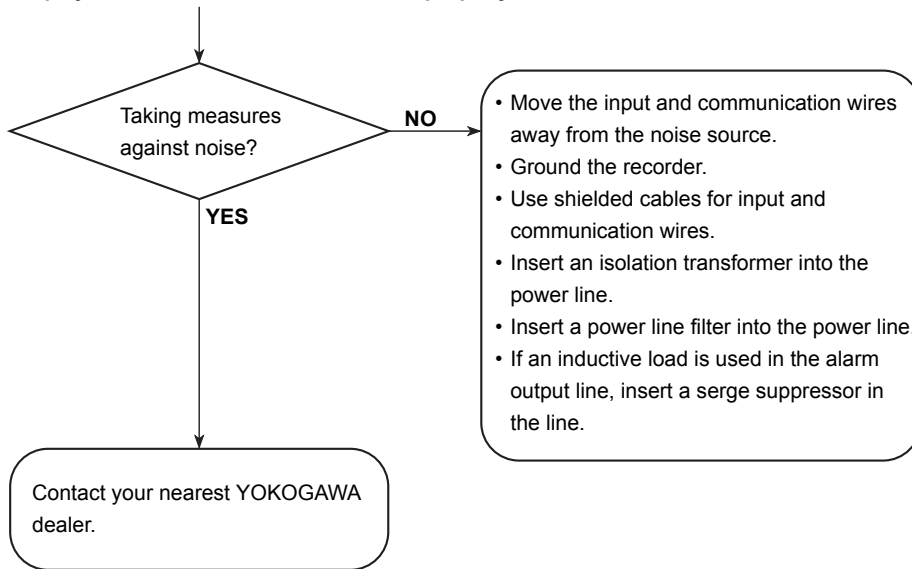 Taking measures
against noise?
NO
YES
• Move the input and communication wires
away from the noise source.
• Ground the recorder.
• Use shielded cables for input and
communication wires.
• Insert an isolation transformer into the
power line.
• Insert a power line filter into the power line.
• If an inductive load is used in the alarm
output line, insert a serge suppressor in
the line.
Contact your nearest YOKOGAWA
dealer.